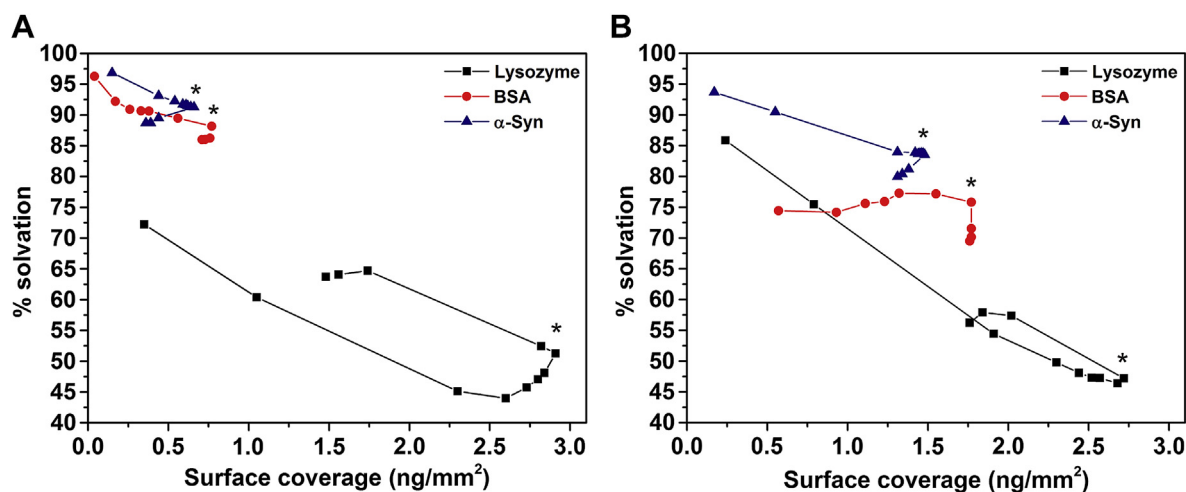 A
100
95
90
85
80
75
70
65
60
55
50
45
40
% solvation
0.0 0.5 1.0 1.5 2.0 2.5 3.0
Surface coverage (ng/mm²)
Lysozyme
BSA
α-Syn
*
*
*
B
100
95
90
85
80
75
70
65
60
55
50
45
40
% solvation
0.0 0.5 1.0 1.5 2.0 2.5 3.0
Surface coverage (ng/mm²)
Lysozyme
BSA
α-Syn
*
*
*